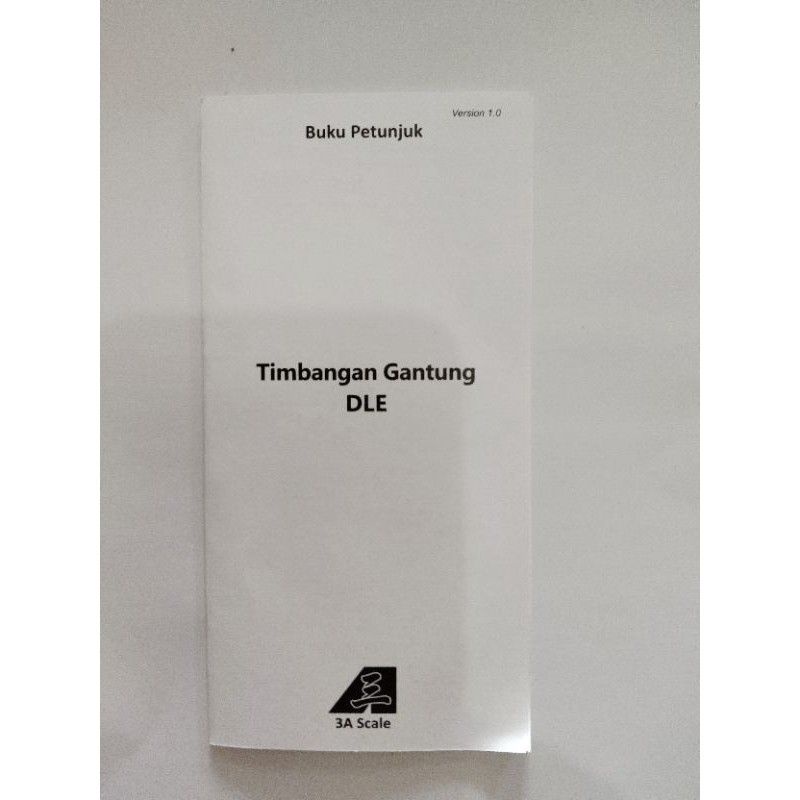 Version 1.0
Buku Petunjuk
Timbangan Gantung
DLE
3A Scale